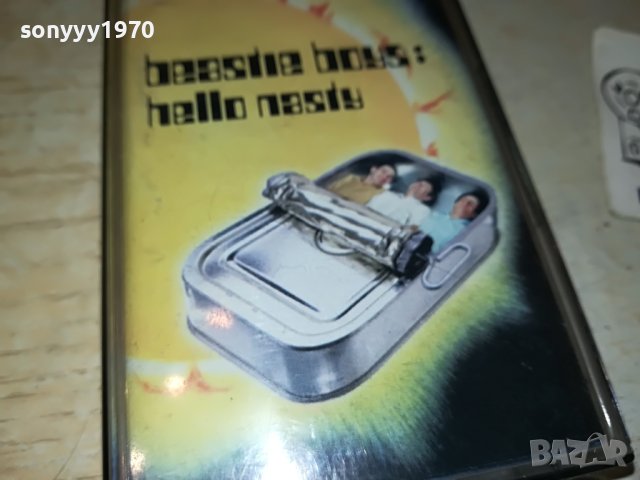 sonyyy1970
beastie boys:
hello nasty
BAZAR